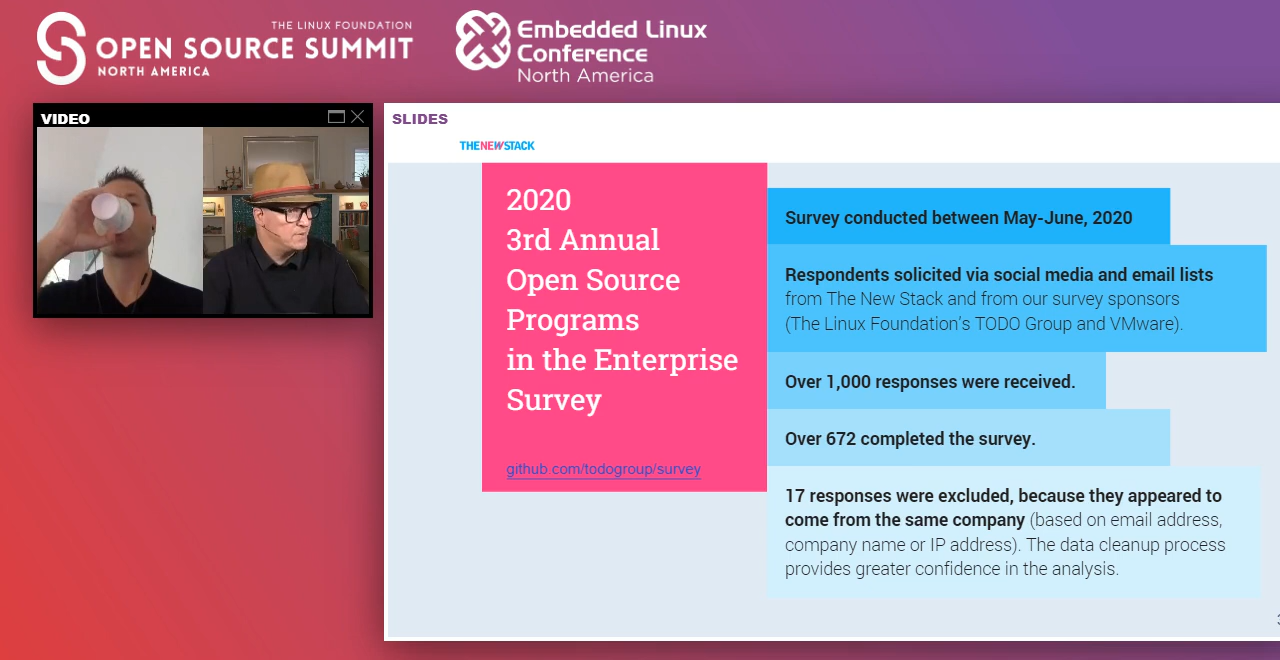 THE LINUX FOUNDATION
OPEN SOURCE SUMMIT
NORTH AMERICA
Embedded Linux
Conference
North America
VIDEO
SLIDES
THENEWSTACK
2020
3rd Annual
Open Source
Programs
in the Enterprise
Survey
github.com/todogroup/survey
Survey conducted between May-June, 2020
Respondents solicited via social media and email lists
from The New Stack and from our survey sponsors
(The Linux Foundation's TODO Group and VMware).
Over 1,000 responses were received.
Over 672 completed the survey.
17 responses were excluded, because they appeared to
come from the same company (based on email address,
company name or IP address). The data cleanup process
provides greater confidence in the analysis.